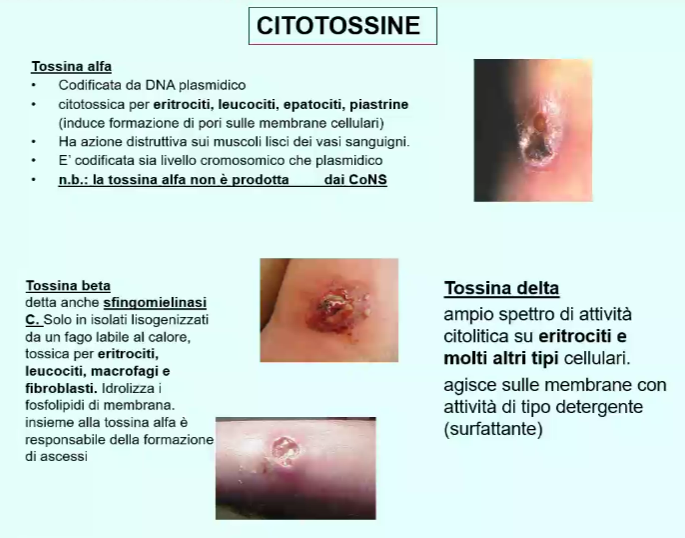 CITOTOSSINE
Tossina alfa
• Codificata da DNA plasmidico
• citotossica per eritrociti, leucociti, epatociti, piastrine
(induce formazione di pori sulle membrane cellulari)
• Ha azione distruttiva sui muscoli lisci dei vasi sanguigni.
• E' codificata sia livello cromosomico che plasmidico
• n.b.: la tossina alfa non è prodotta dai CoNS
Tossina beta
detta anche sfingomielinasi
C. Solo in isolati lisogenizzati
da un fago labile al calore,
tossica per eritrociti,
leucociti, macrofagi e
fibroblasti. Idrolizza i
fosfolipidi di membrana.
insieme alla tossina alfa è
responsabile della formazione
di ascessi
Tossina delta
ampio spettro di attività
citolitica su eritrociti e
molti altri tipi cellulari.
agisce sulle membrane con
attività di tipo detergente
(surfattante)